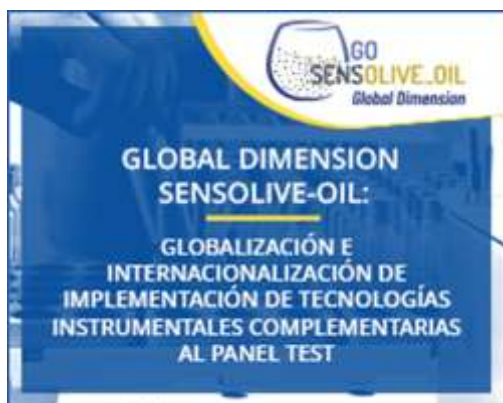 GO
SENSOLIVE_OIL
Global Dimension
GLOBAL DIMENSION
SENSOLIVE-OIL:
GLOBALIZACIÓN E
INTERNACIONALIZACIÓN DE
IMPLEMENTACIÓN DE TECNOLOGÍAS
INSTRUMENTALES COMPLEMENTARIAS
AL PANEL TEST